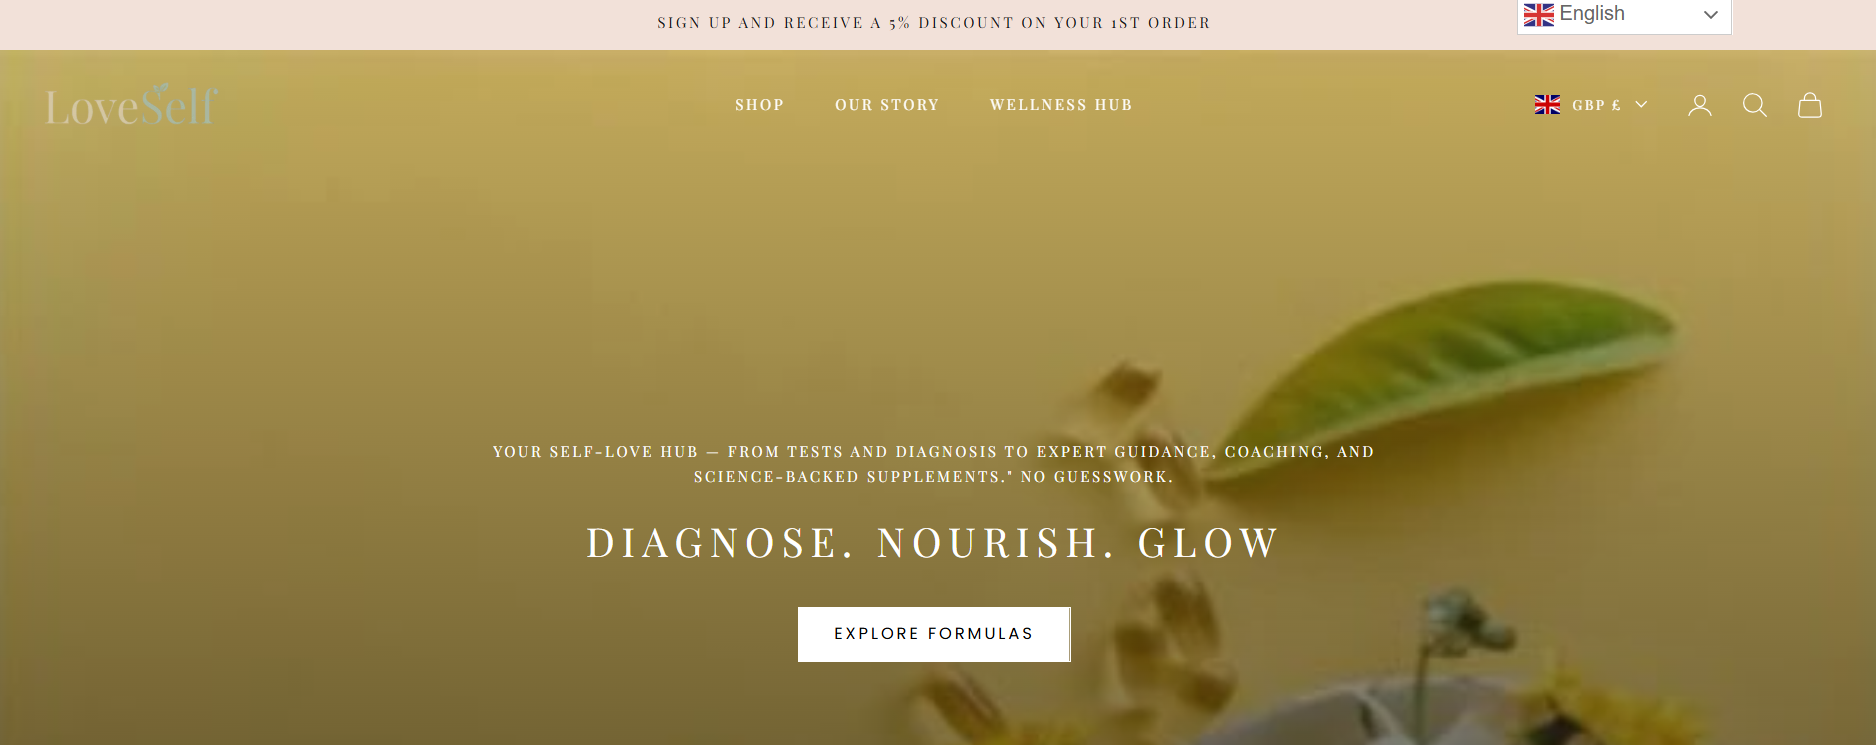 SIGN UP AND RECEIVE A 5% DISCOUNT ON YOUR 1ST ORDER
English
LoveSelf
SHOP
OUR STORY
WELLNESS HUB
GBP £
YOUR SELF-LOVE HUB — FROM TESTS AND DIAGNOSIS TO EXPERT GUIDANCE, COACHING, AND
SCIENCE-BACKED SUPPLEMENTS." NO GUESSWORK.
DIAGNOSE. NOURISH. GLOW
EXPLORE FORMULAS